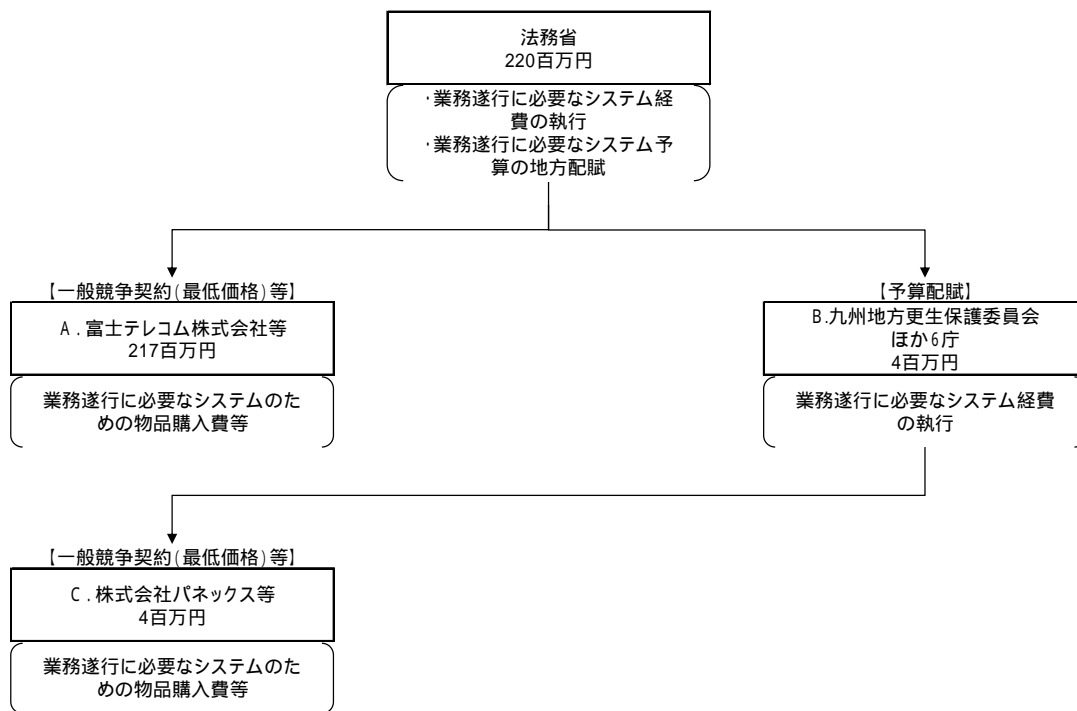 法務省
220百万円
・業務遂行に必要なシステム経
費の執行
・業務遂行に必要なシステム予
算の地方配賦
【一般競争契約(最低価格)等】
A.富士テレコム株式会社等
217百万円
業務遂行に必要なシステムのた
めの物品購入費等
【予算配賦】
B.九州地方更生保護委員会
ほか6庁
4百万円
業務遂行に必要なシステム経費
の執行
【一般競争契約(最低価格)等】
C.株式会社パネックス等
4百万円
業務遂行に必要なシステムのた
めの物品購入費等